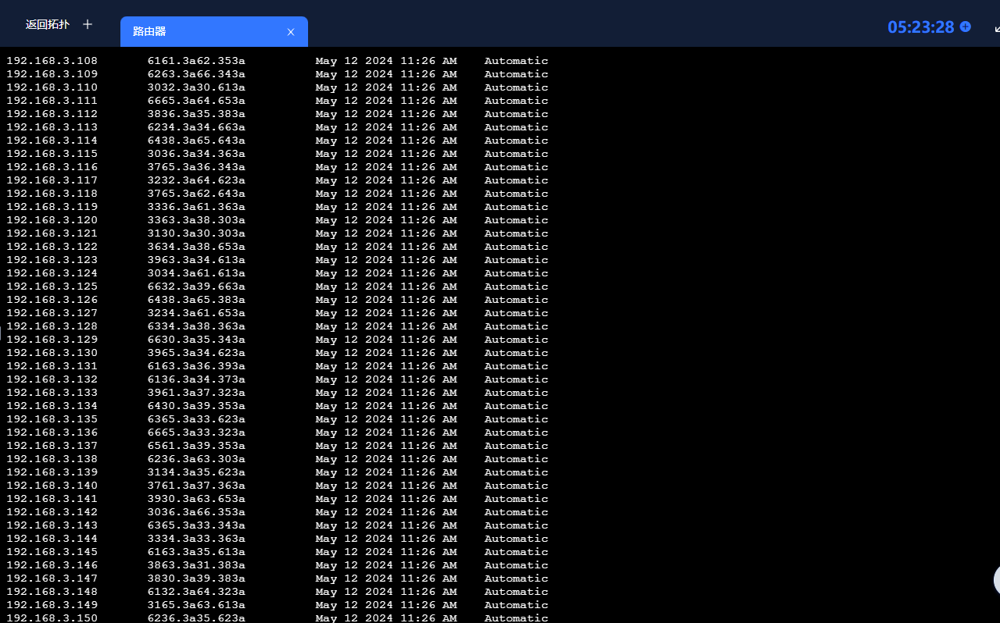 返回拓扑 + 路由器 × 05:23:28
192.168.3.108 6161.3a62.353a May 12 2024 11:26 AM Automatic
192.168.3.109 6263.3a66.343a May 12 2024 11:26 AM Automatic
192.168.3.110 3032.3a30.613a May 12 2024 11:26 AM Automatic
192.168.3.111 6665.3a64.653a May 12 2024 11:26 AM Automatic
192.168.3.112 3836.3a35.383a May 12 2024 11:26 AM Automatic
192.168.3.113 6234.3a34.663a May 12 2024 11:26 AM Automatic
192.168.3.114 6438.3a65.643a May 12 2024 11:26 AM Automatic
192.168.3.115 3036.3a34.363a May 12 2024 11:26 AM Automatic
192.168.3.116 3765.3a36.343a May 12 2024 11:26 AM Automatic
192.168.3.117 3232.3a64.623a May 12 2024 11:26 AM Automatic
192.168.3.118 3765.3a62.643a May 12 2024 11:26 AM Automatic
192.168.3.119 3336.3a61.363a May 12 2024 11:26 AM Automatic
192.168.3.120 3363.3a38.303a May 12 2024 11:26 AM Automatic
192.168.3.121 3130.3a30.303a May 12 2024 11:26 AM Automatic
192.168.3.122 3634.3a38.653a May 12 2024 11:26 AM Automatic
192.168.3.123 3963.3a34.613a May 12 2024 11:26 AM Automatic
192.168.3.124 3034.3a61.613a May 12 2024 11:26 AM Automatic
192.168.3.125 6632.3a39.663a May 12 2024 11:26 AM Automatic
192.168.3.126 6438.3a65.383a May 12 2024 11:26 AM Automatic
192.168.3.127 3234.3a61.653a May 12 2024 11:26 AM Automatic
192.168.3.128 6334.3a38.363a May 12 2024 11:26 AM Automatic
192.168.3.129 6630.3a35.343a May 12 2024 11:26 AM Automatic
192.168.3.130 3965.3a34.623a May 12 2024 11:26 AM Automatic
192.168.3.131 6163.3a36.393a May 12 2024 11:26 AM Automatic
192.168.3.132 6136.3a34.373a May 12 2024 11:26 AM Automatic
192.168.3.133 3961.3a37.323a May 12 2024 11:26 AM Automatic
192.168.3.134 6430.3a39.353a May 12 2024 11:26 AM Automatic
192.168.3.135 6365.3a33.623a May 12 2024 11:26 AM Automatic
192.168.3.136 6665.3a33.323a May 12 2024 11:26 AM Automatic
192.168.3.137 6561.3a39.353a May 12 2024 11:26 AM Automatic
192.168.3.138 6236.3a63.303a May 12 2024 11:26 AM Automatic
192.168.3.139 3134.3a35.623a May 12 2024 11:26 AM Automatic
192.168.3.140 3761.3a37.363a May 12 2024 11:26 AM Automatic
192.168.3.141 3930.3a63.653a May 12 2024 11:26 AM Automatic
192.168.3.142 3036.3a66.353a May 12 2024 11:26 AM Automatic
192.168.3.143 6365.3a33.343a May 12 2024 11:26 AM Automatic
192.168.3.144 3334.3a33.363a May 12 2024 11:26 AM Automatic
192.168.3.145 6163.3a35.613a May 12 2024 11:26 AM Automatic
192.168.3.146 3863.3a31.383a May 12 2024 11:26 AM Automatic
192.168.3.147 3830.3a39.383a May 12 2024 11:26 AM Automatic
192.168.3.148 6132.3a64.323a May 12 2024 11:26 AM Automatic
192.168.3.149 3165.3a63.613a May 12 2024 11:26 AM Automatic
192.168.3.150 6236.3a35.623a May 12 2024 11:26 AM Automatic